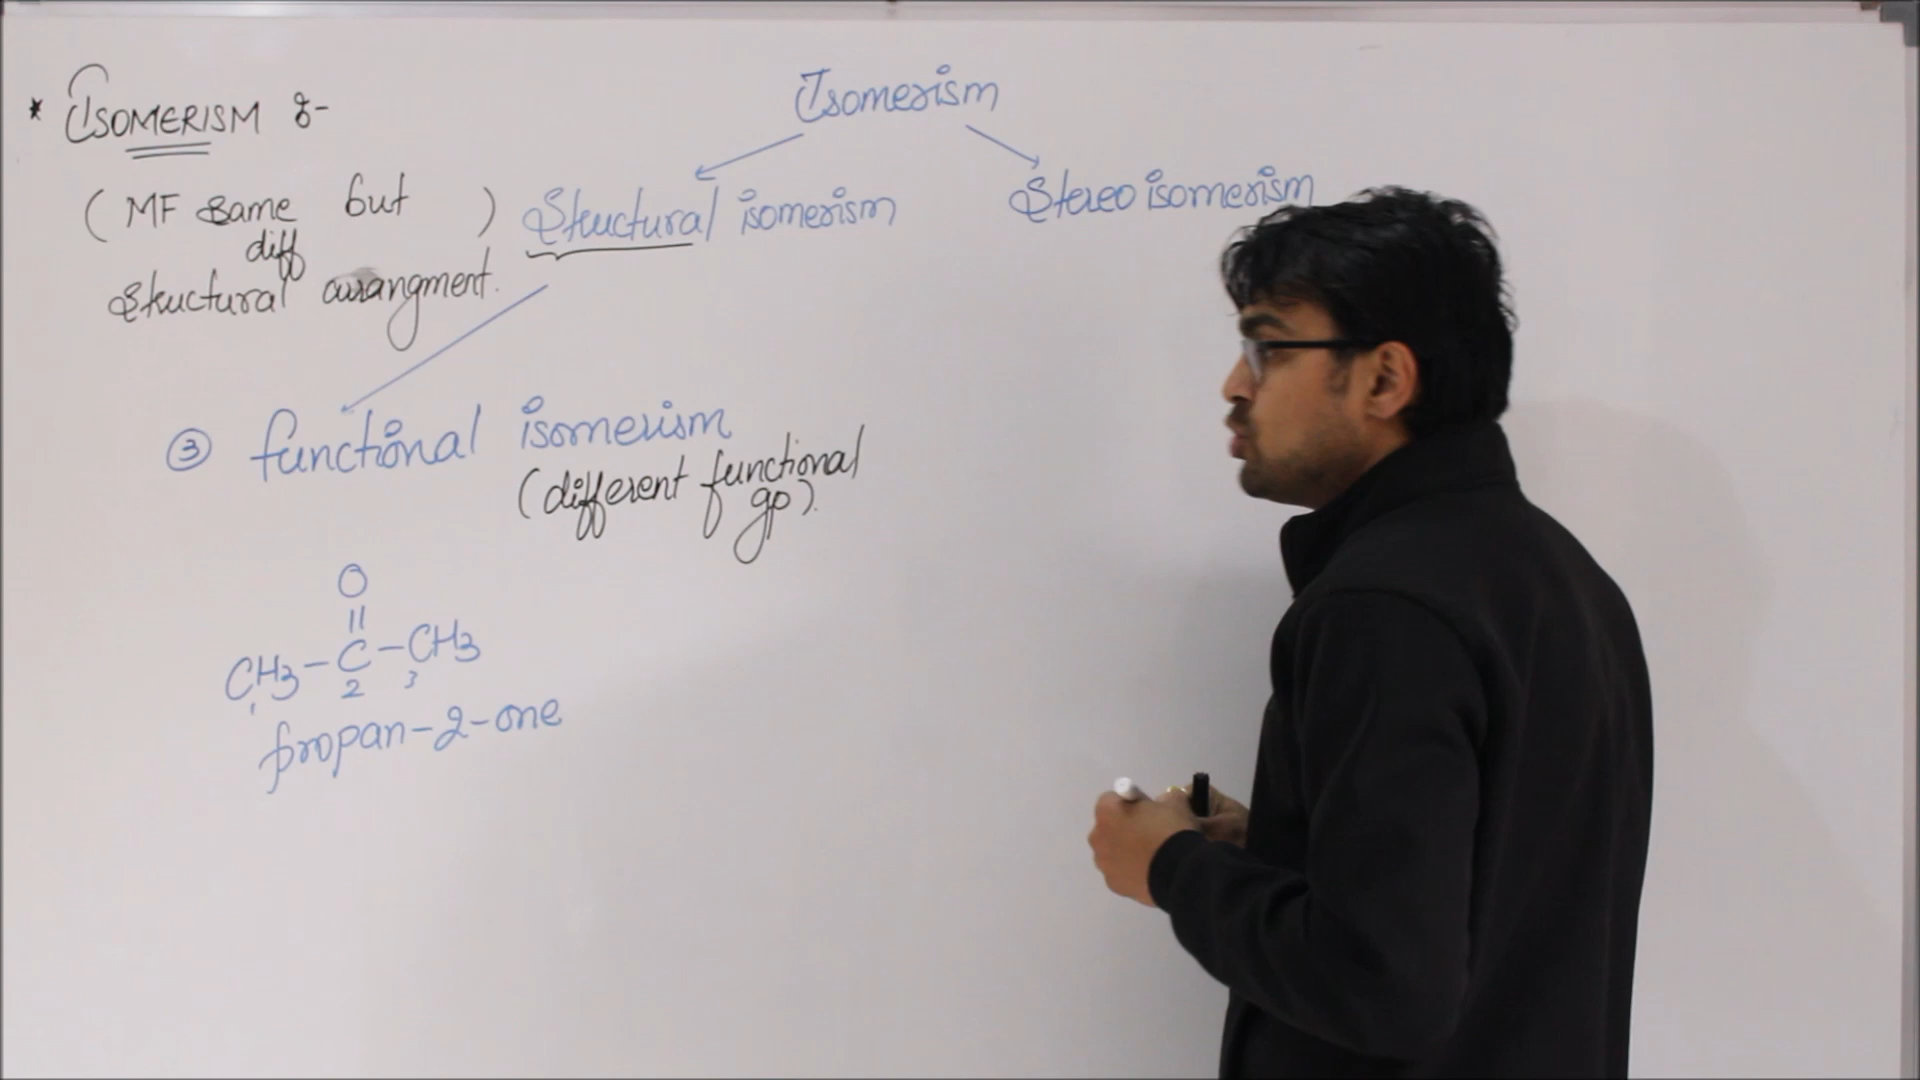 * ISOMERISM :-
(MF same but )
diff
structural arrangment.
Isomerism
Structural isomerism
Stereo isomerism
③ functional isomerism
(different functional
gp).
O
||
CH3-C-CH3
1 2 3
propan-2-one